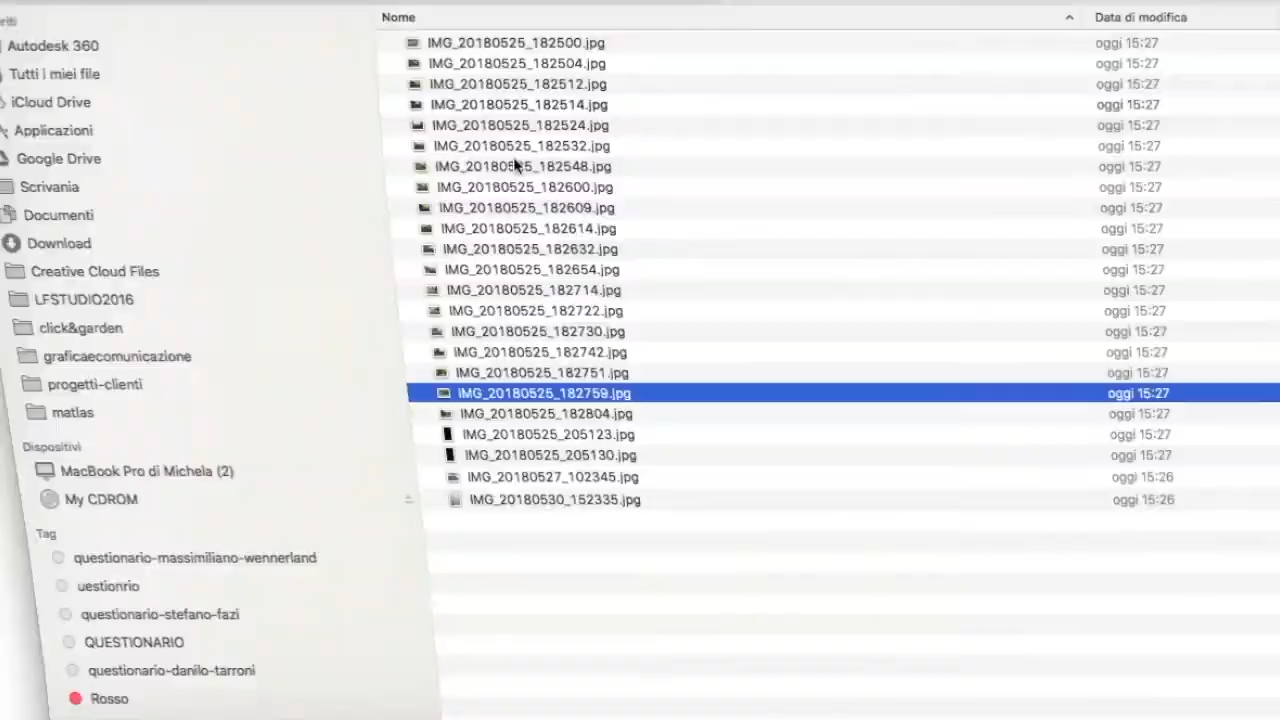 riti
Autodesk 360
Tutti i miei file
iCloud Drive
Applicazioni
Google Drive
Scrivania
Documenti
Download
Creative Cloud Files
LFSTUDIO2016
click&garden
graficaecomunicazione
progetti-clienti
matlas
Dispositivi
MacBook Pro di Michela (2)
My CDROM
Tag
questionario-massimiliano-wennerland
uestionrio
questionario-stefano-fazi
QUESTIONARIO
questionario-danilo-tarroni
Rosso
Nome Data di modifica
IMG_20180525_182500.jpg oggi 15:27
IMG_20180525_182504.jpg oggi 15:27
IMG_20180525_182512.jpg oggi 15:27
IMG_20180525_182514.jpg oggi 15:27
IMG_20180525_182524.jpg oggi 15:27
IMG_20180525_182532.jpg oggi 15:27
IMG_20180525_182548.jpg oggi 15:27
IMG_20180525_182600.jpg oggi 15:27
IMG_20180525_182609.jpg oggi 15:27
IMG_20180525_182614.jpg oggi 15:27
IMG_20180525_182632.jpg oggi 15:27
IMG_20180525_182654.jpg oggi 15:27
IMG_20180525_182714.jpg oggi 15:27
IMG_20180525_182722.jpg oggi 15:27
IMG_20180525_182730.jpg oggi 15:27
IMG_20180525_182742.jpg oggi 15:27
IMG_20180525_182751.jpg oggi 15:27
IMG_20180525_182759.jpg oggi 15:27
IMG_20180525_182804.jpg oggi 15:27
IMG_20180525_205123.jpg oggi 15:27
IMG_20180525_205130.jpg oggi 15:27
IMG_20180527_102345.jpg oggi 15:26
IMG_20180530_152335.jpg oggi 15:26